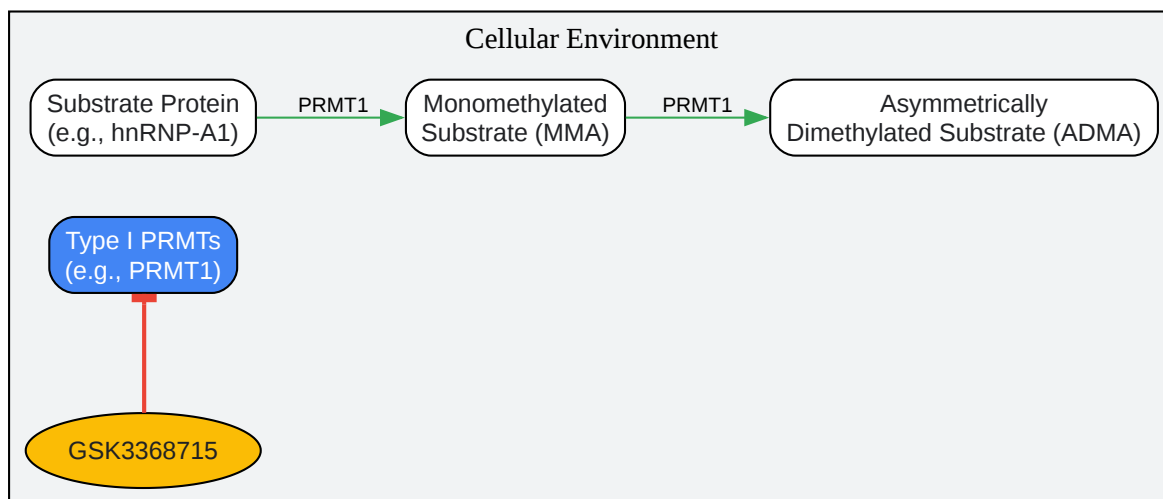 Cellular Environment
Substrate Protein
(e.g., hnRNP-A1)
PRMT1
Monomethylated
Substrate (MMA)
PRMT1
Asymmetrically
Dimethylated Substrate (ADMA)
Type I PRMTs
(e.g., PRMT1)
GSK3368715